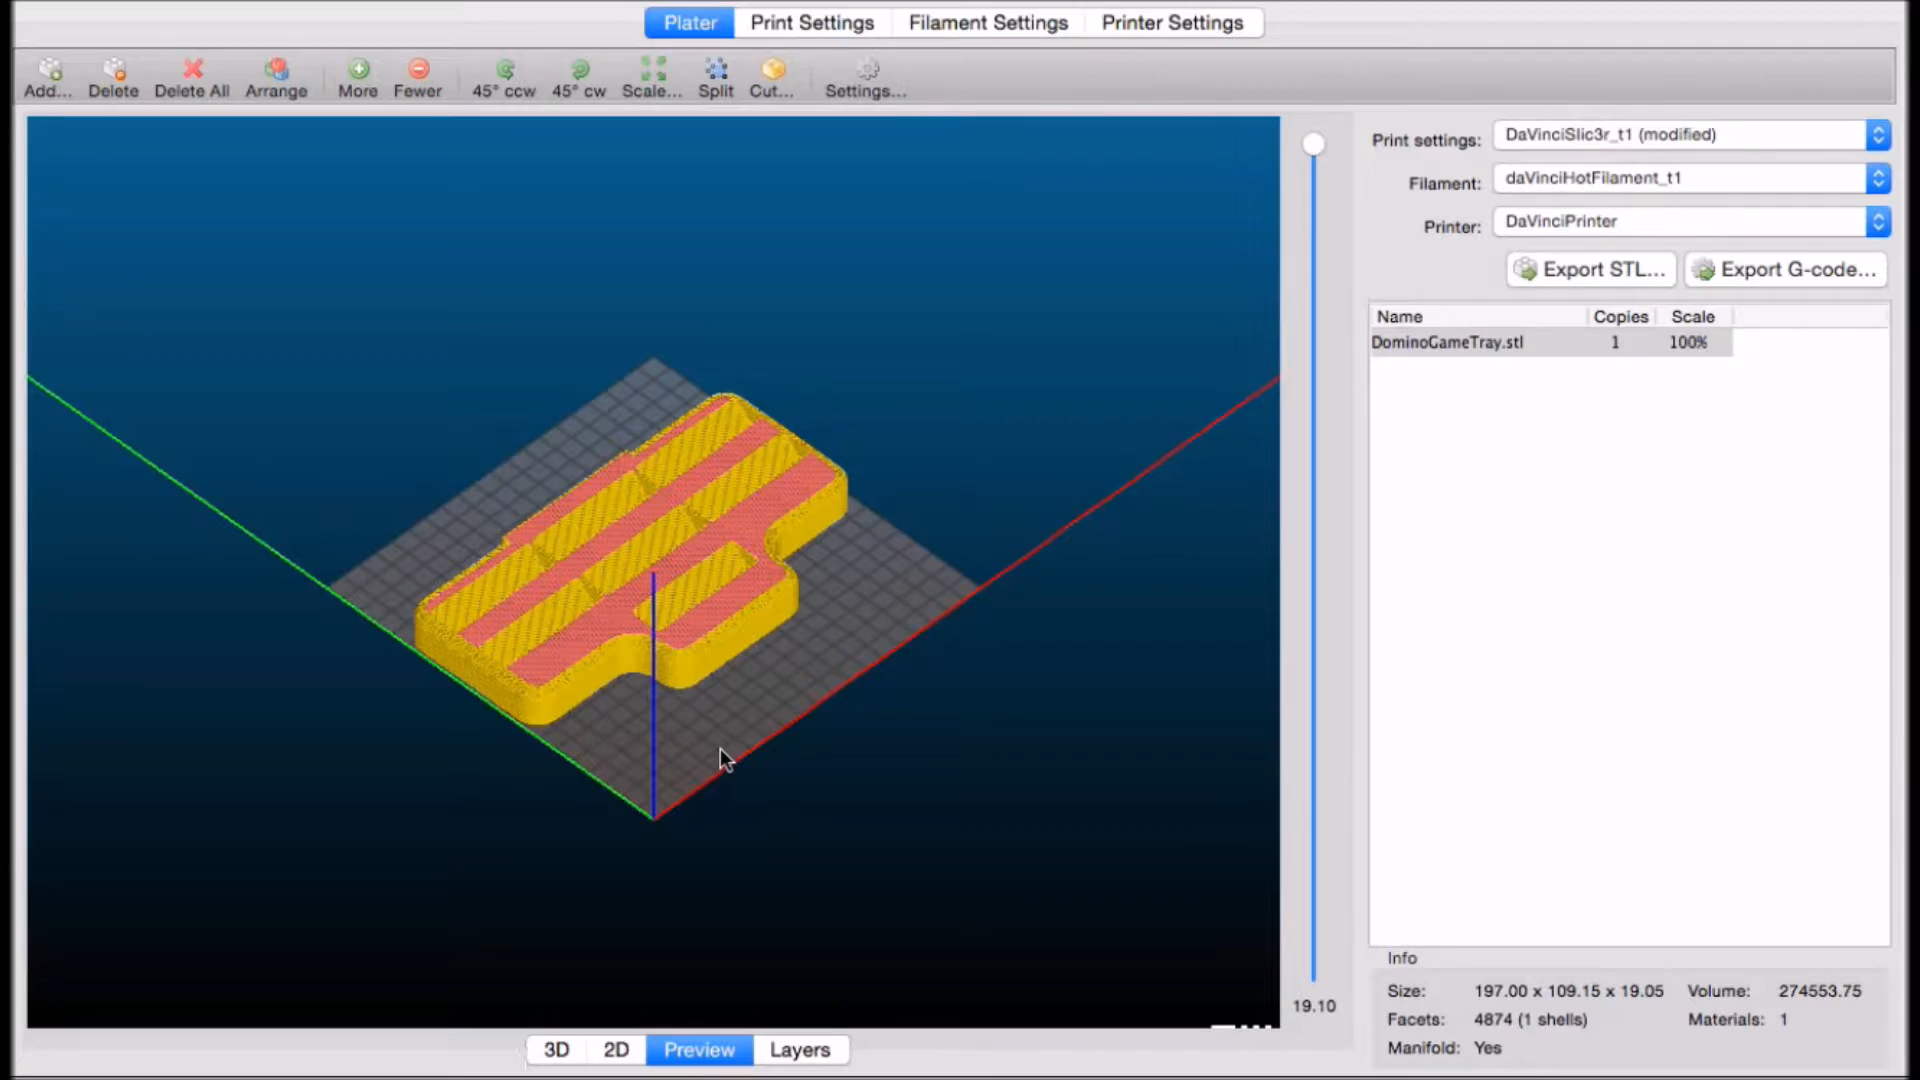 Plater Print Settings Filament Settings Printer Settings
Add... Delete Delete All Arrange More Fewer 45° ccw 45° cw Scale... Split Cut... Settings...
Print settings: DaVinciSlic3r_t1 (modified)
Filament: daVinciHotFilament_t1
Printer: DaVinciPrinter
Export STL... Export G-code...
Name Copies Scale
DominoGameTray.stl 1 100%
Info
Size: 197.00 x 109.15 x 19.05 Volume: 274553.75
19.10
Facets: 4874 (1 shells) Materials: 1
Manifold: Yes
3D 2D Preview Layers